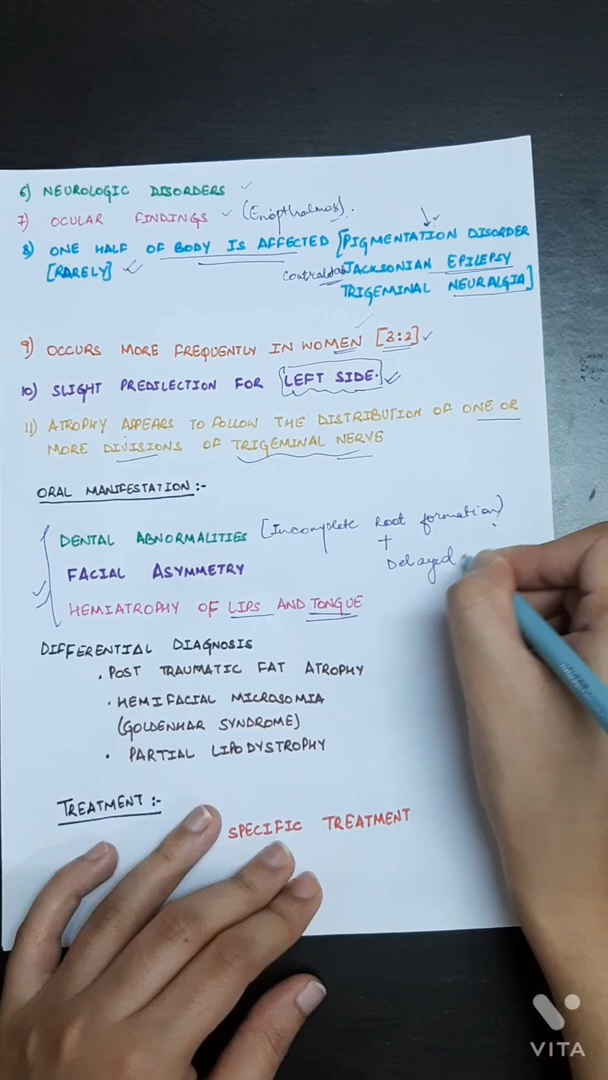 6) NEUROLOGIC DISORDERS
7) OCULAR FINDINGS (Enopthalmos).
8) ONE HALF OF BODY IS AFFECTED [PIGMENTATION DISORDER
[RARELY] JACKSONIAN EPILEPSY
TRIGEMINAL NEURALGIA]
9) OCCURS MORE FREQUENTLY IN WOMEN [3:2]
10) SLIGHT PREDILECTION FOR LEFT SIDE.
11) ATROPHY APPEARS TO FOLLOW THE DISTRIBUTION OF ONE OR
MORE DIVISIONS OF TRIGEMINAL NERVE
ORAL MANIFESTATION:-
DENTAL ABNORMALITIES [Incomplete Root formation)
+
Delayed
FACIAL ASYMMETRY
HEMIATROPHY OF LIPS AND TONGUE
DIFFERENTIAL DIAGNOSIS
• POST TRAUMATIC FAT ATROPHY
• HEMIFACIAL MICROSOMIA
(GOLDENHAR SYNDROME)
• PARTIAL LIPODYSTROPHY
TREATMENT:-
SPECIFIC TREATMENT
VITA